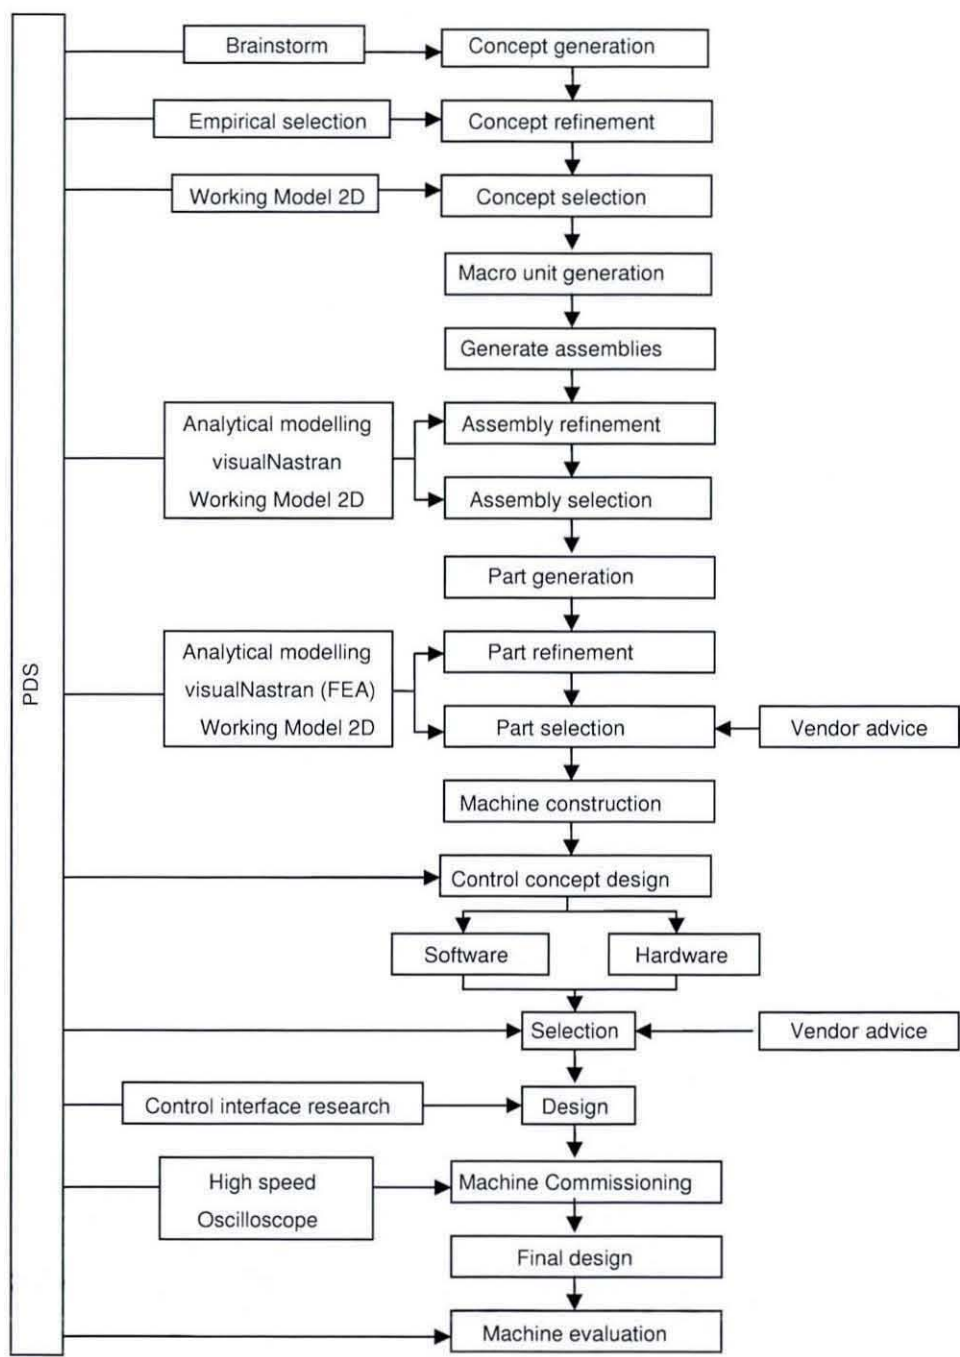 PDS
Brainstorm
Concept generation
Empirical selection
Concept refinement
Working Model 2D
Concept selection
Macro unit generation
Generate assemblies
Analytical modelling
visualNastran
Working Model 2D
Assembly refinement
Assembly selection
Part generation
Analytical modelling
visualNastran (FEA)
Working Model 2D
Part refinement
Part selection
Vendor advice
Machine construction
Control concept design
Software
Hardware
Selection
Vendor advice
Control interface research
Design
High speed
Oscilloscope
Machine Commissioning
Final design
Machine evaluation